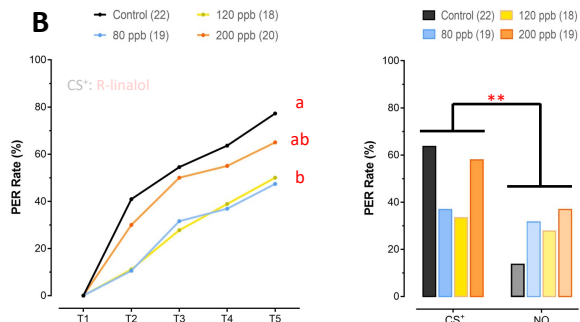 B
Control (22)
120 ppb (18)
80 ppb (19)
200 ppb (20)
PER Rate (%)
100
80
60
40
20
0
CS⁺: R-linalol
a
ab
b
T1 T2 T3 T4 T5
Control (22)
120 ppb (18)
80 ppb (19)
200 ppb (19)
PER Rate (%)
100
80
60
40
20
0
**
CS⁺ NO